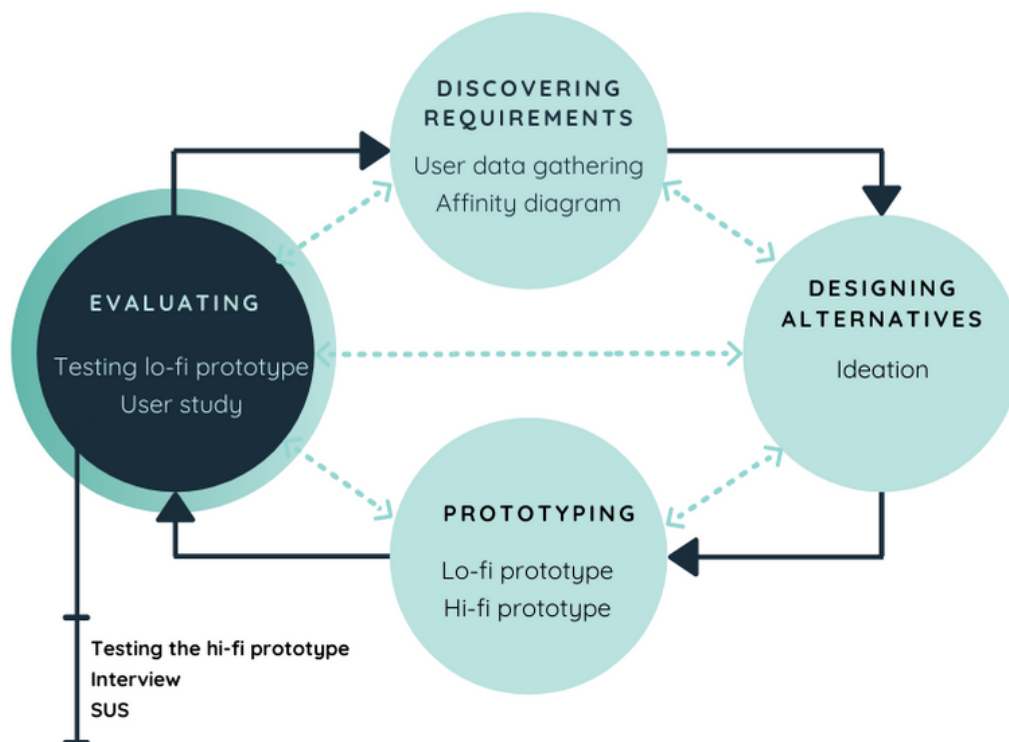 DISCOVERING
REQUIREMENTS
User data gathering
Affinity diagram
EVALUATING
Testing lo-fi prototype
User study
DESIGNING
ALTERNATIVES
Ideation
PROTOTYPING
Lo-fi prototype
Hi-fi prototype
Testing the hi-fi prototype
Interview
SUS